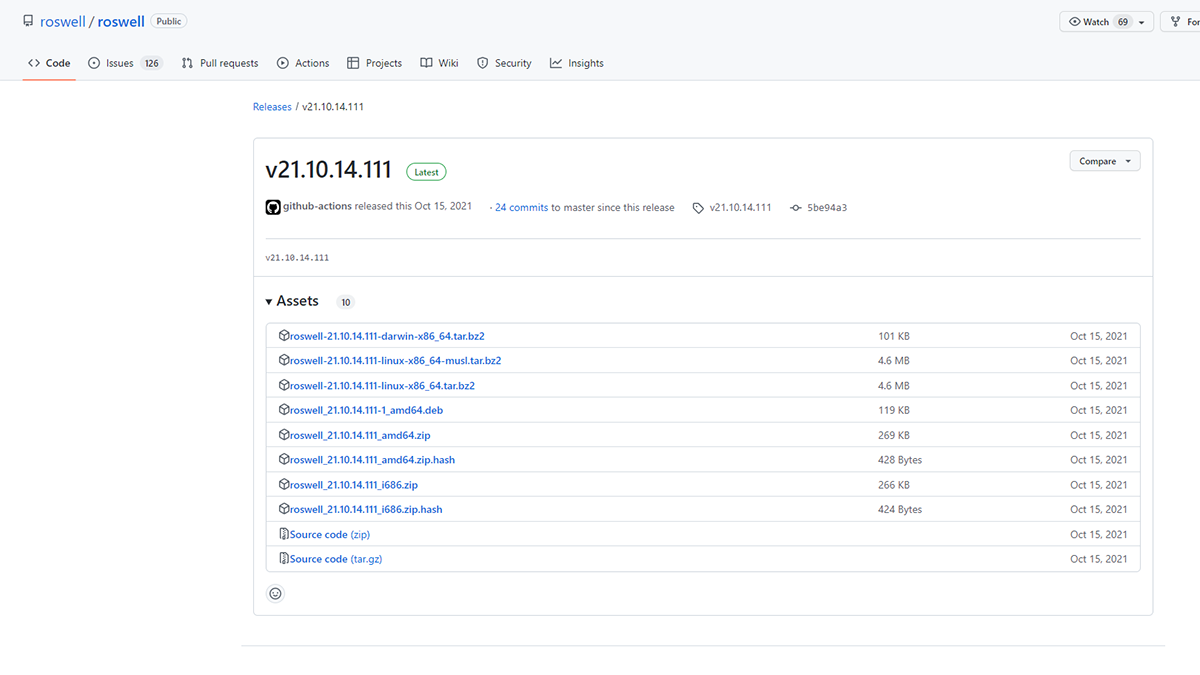 roswell / roswell Public
Watch 69
Code Issues 126 Pull requests Actions Projects Wiki Security Insights
Releases / v21.10.14.111
v21.10.14.111 Latest
Compare
github-actions released this Oct 15, 2021 · 24 commits to master since this release v21.10.14.111 5be94a3
v21.10.14.111
Assets 10
roswell-21.10.14.111-darwin-x86_64.tar.bz2 101 KB Oct 15, 2021
roswell-21.10.14.111-linux-x86_64-musl.tar.bz2 4.6 MB Oct 15, 2021
roswell-21.10.14.111-linux-x86_64.tar.bz2 4.6 MB Oct 15, 2021
roswell_21.10.14.111-1_amd64.deb 119 KB Oct 15, 2021
roswell_21.10.14.111_amd64.zip 269 KB Oct 15, 2021
roswell_21.10.14.111_amd64.zip.hash 428 Bytes Oct 15, 2021
roswell_21.10.14.111_i686.zip 266 KB Oct 15, 2021
roswell_21.10.14.111_i686.zip.hash 424 Bytes Oct 15, 2021
Source code (zip) Oct 15, 2021
Source code (tar.gz) Oct 15, 2021